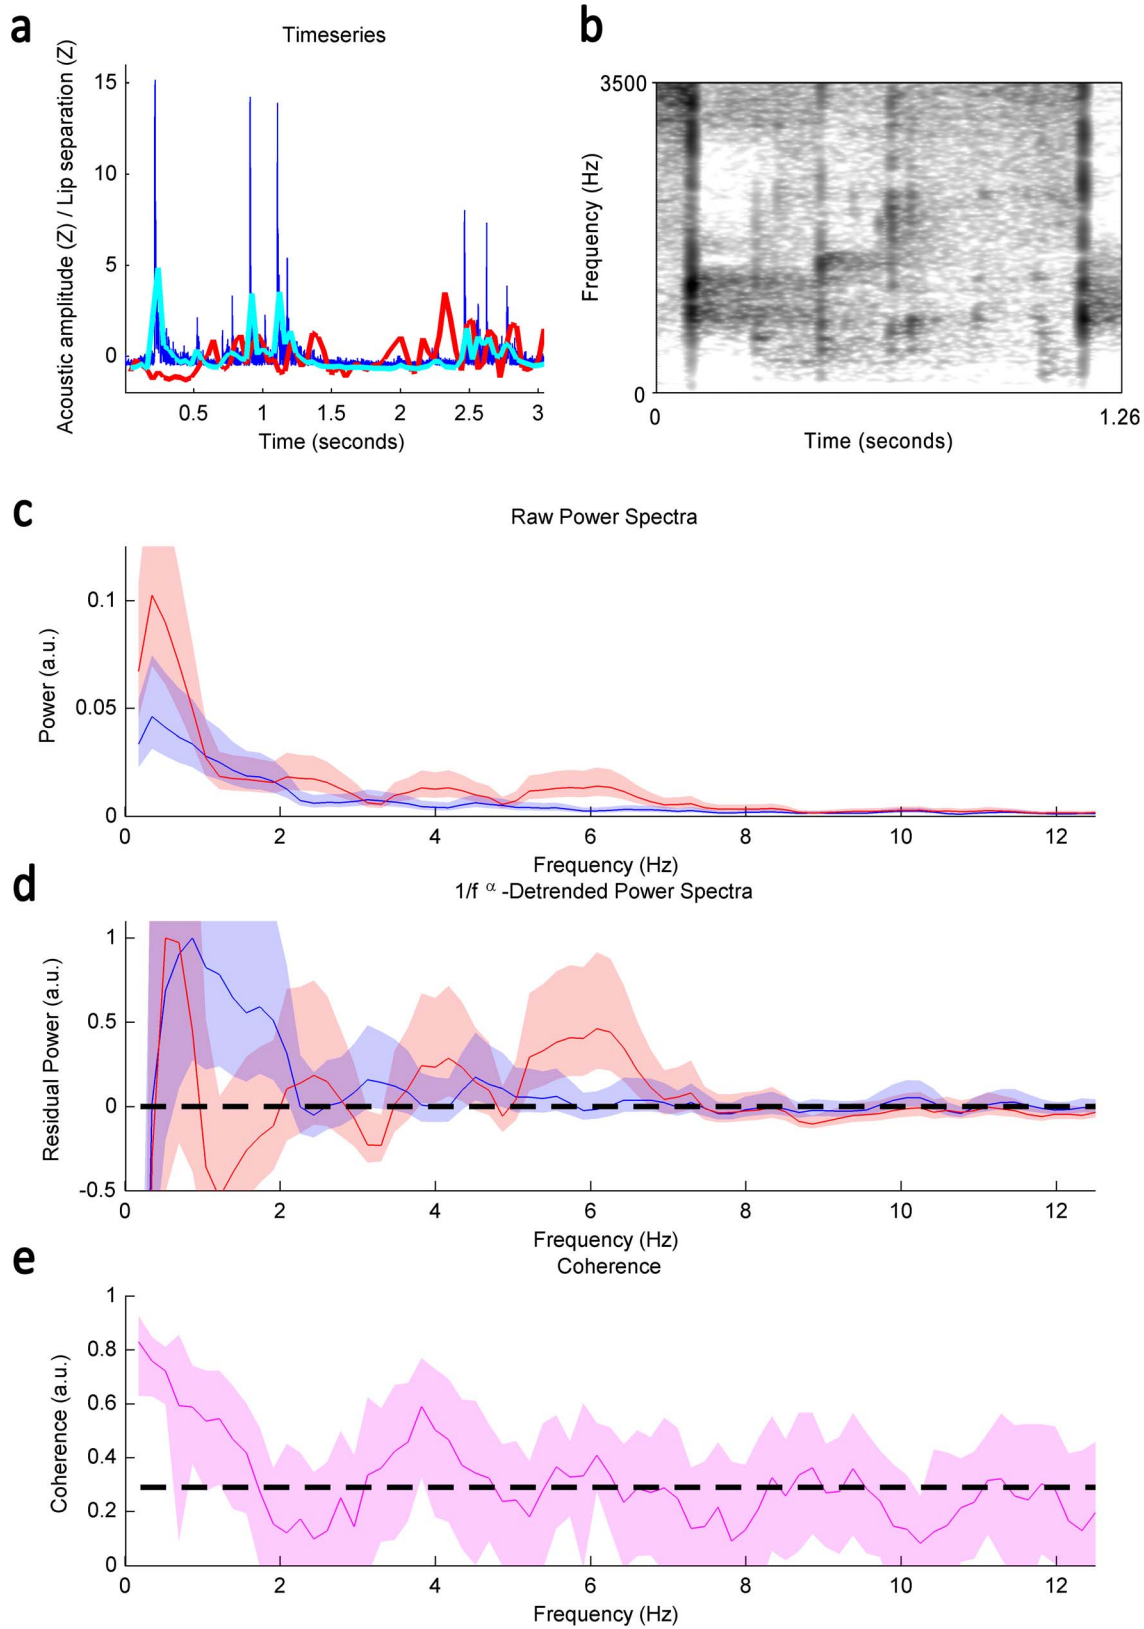 a
Timeseries
Acoustic amplitude (Z) / Lip separation (Z)
15
10
5
0
0.5 1 1.5 2 2.5 3
Time (seconds)
b
3500
Frequency (Hz)
0
0 1.26
Time (seconds)
c
Raw Power Spectra
Power (a.u.)
0.1
0.05
0
0 2 4 6 8 10 12
Frequency (Hz)
d
1/f α -Detrended Power Spectra
Residual Power (a.u.)
1
0.5
0
-0.5
0 2 4 6 8 10 12
Frequency (Hz)
e
Coherence
Coherence (a.u.)
1
0.8
0.6
0.4
0.2
0
0 2 4 6 8 10 12
Frequency (Hz)